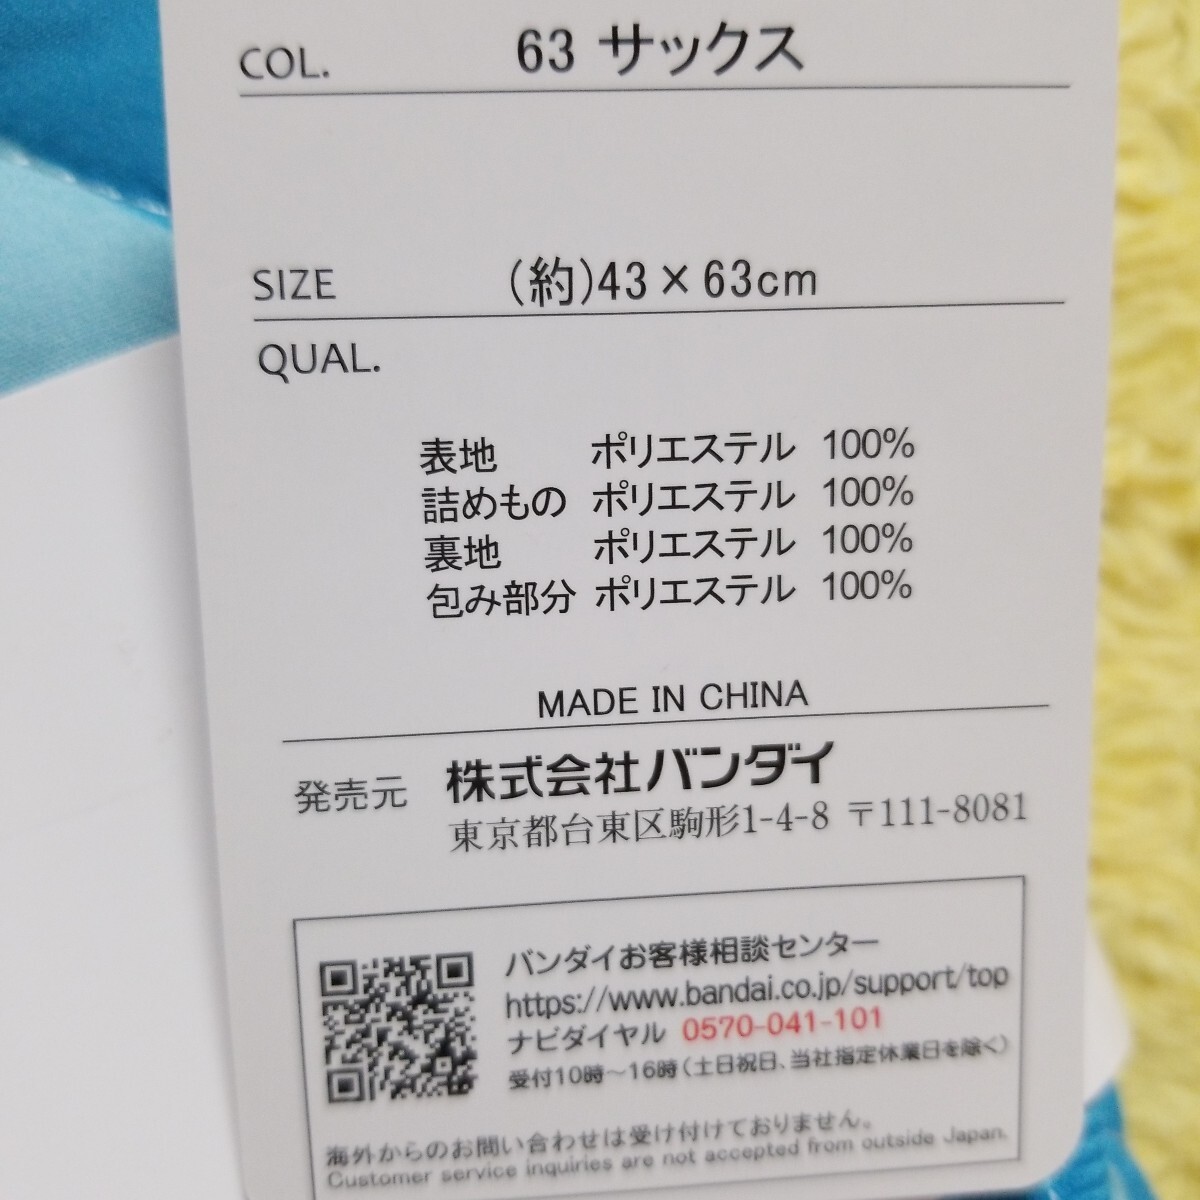 COL. 63 サックス
SIZE (約)43×63cm
QUAL.
表地 ポリエステル 100%
詰めもの ポリエステル 100%
裏地 ポリエステル 100%
包み部分 ポリエステル 100%
MADE IN CHINA
発売元 株式会社バンダイ
東京都台東区駒形1-4-8 〒111-8081
バンダイお客様相談センター
https://www.bandai.co.jp/support/top
ナビダイヤル 0570-041-101
受付10時～16時(土日祝日、当社指定休業日を除く)
海外からのお問い合わせは受け付けておりません。
Customer service inquiries are not accepted from outside Japan.